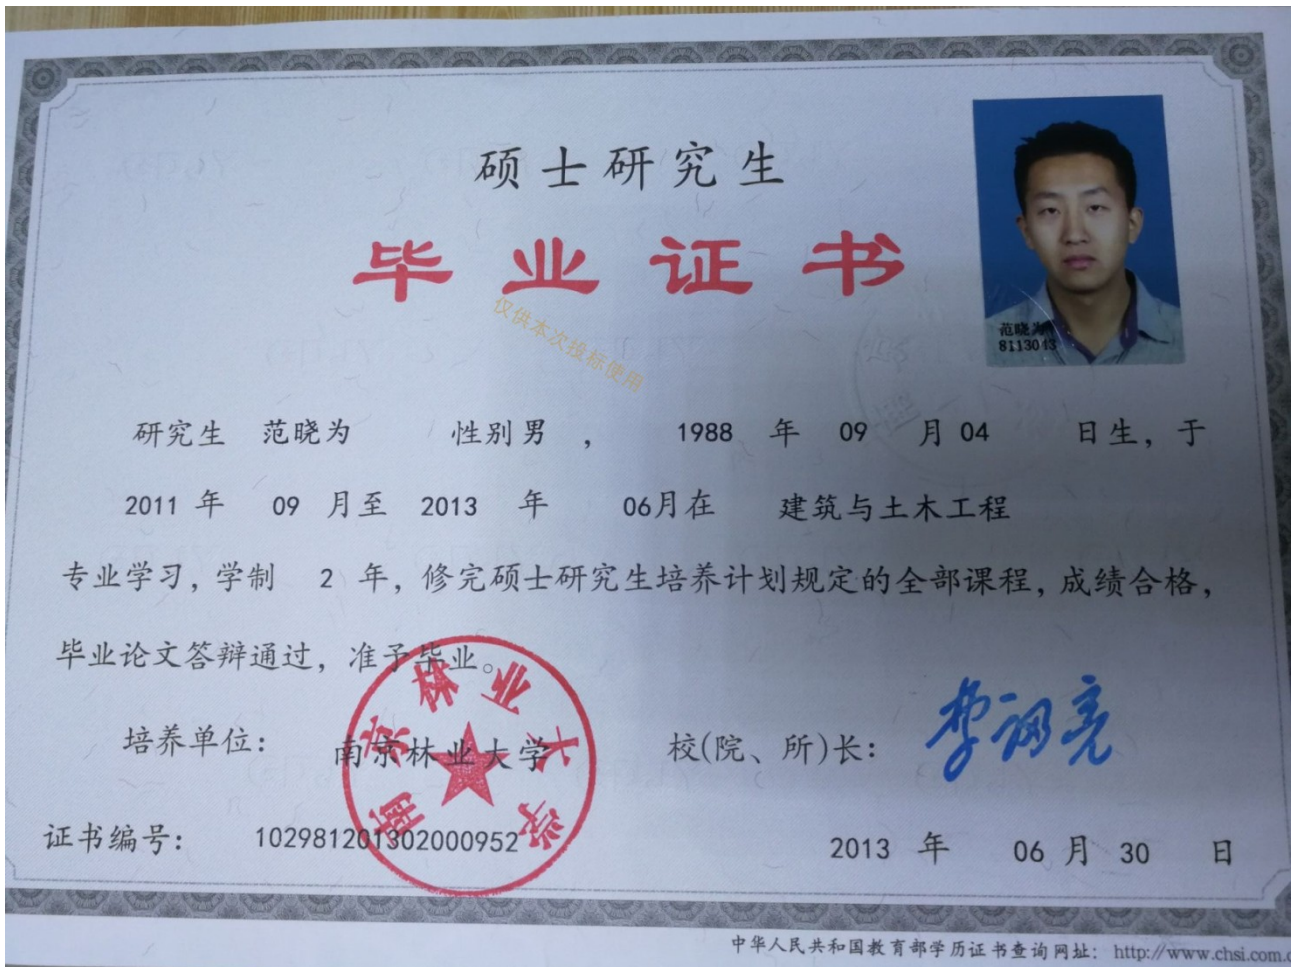 硕士研究生
毕业证书
仅供本次投标使用
范晓为
8113043
研究生 范晓为 性别男 ， 1988 年 09 月 04 日生，于
2011 年 09 月至 2013 年 06月在 建筑与土木工程
专业学习，学制 2 年，修完硕士研究生培养计划规定的全部课程，成绩合格，
毕业论文答辩通过，准予毕业。
南京林业大学
培养单位： 南京林业大学 校(院、所)长：
证书编号： 102981201302000952 2013 年 06 月 30 日
中华人民共和国教育部学历证书查询网址： http://www.chsi.com.c